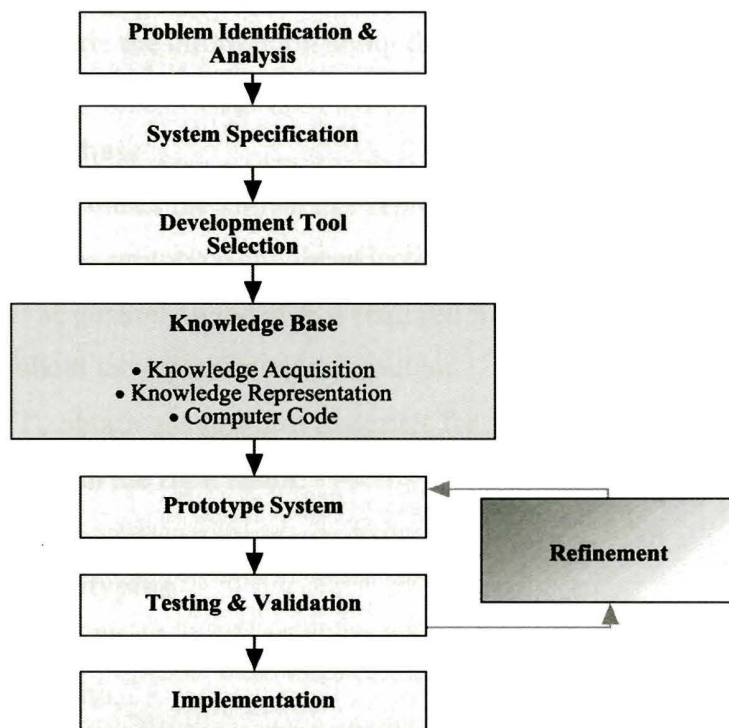 Problem Identification &
Analysis
System Specification
Development Tool
Selection
Knowledge Base
• Knowledge Acquisition
• Knowledge Representation
• Computer Code
Prototype System
Refinement
Testing & Validation
Implementation